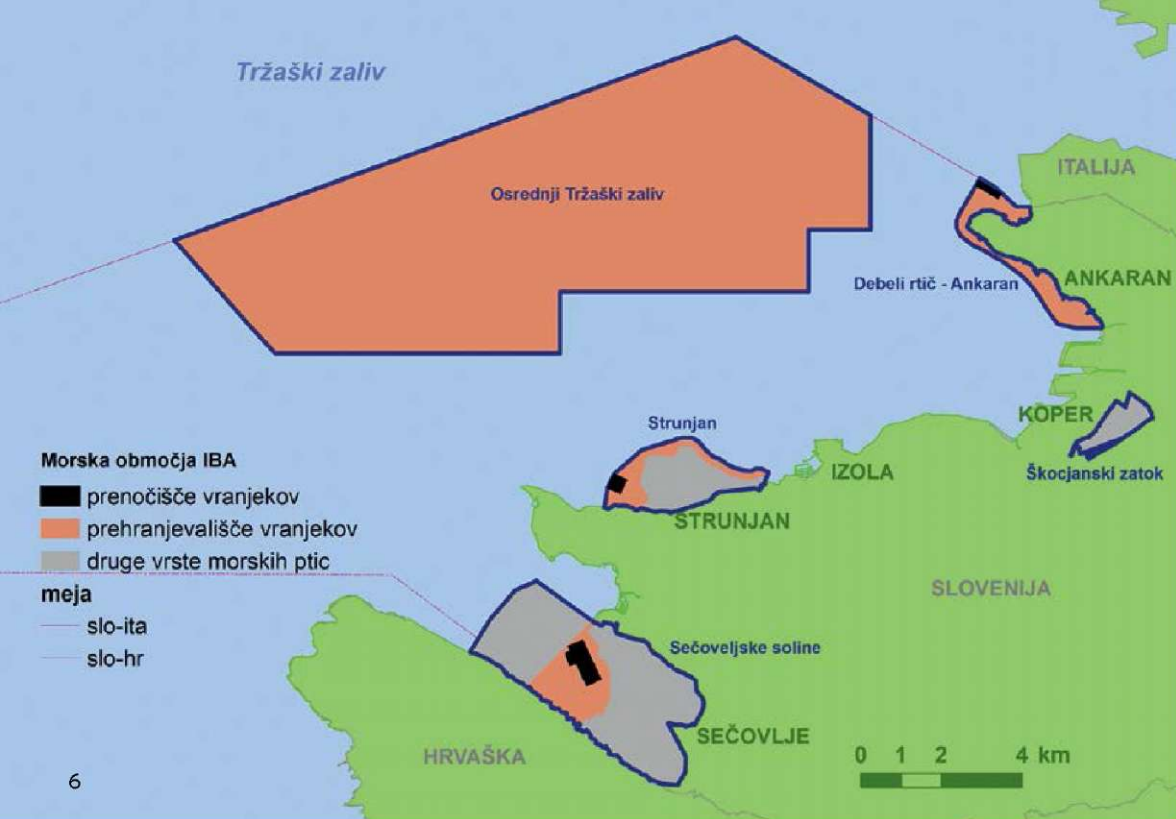 Tržaški zaliv
ITALIJA
Osrednji Tržaški zaliv
Debeli rtič - Ankaran
ANKARAN
KOPER
Strunjan
Škocjanski zatok
IZOLA
STRUNJAN
SLOVENIJA
Morska območja IBA
prenočišče vranjekov
prehranjevališče vranjekov
druge vrste morskih ptic
meja
slo-ita
slo-hr
Sečoveljske soline
SEČOVLJE
HRVAŠKA
0 1 2 4 km
6